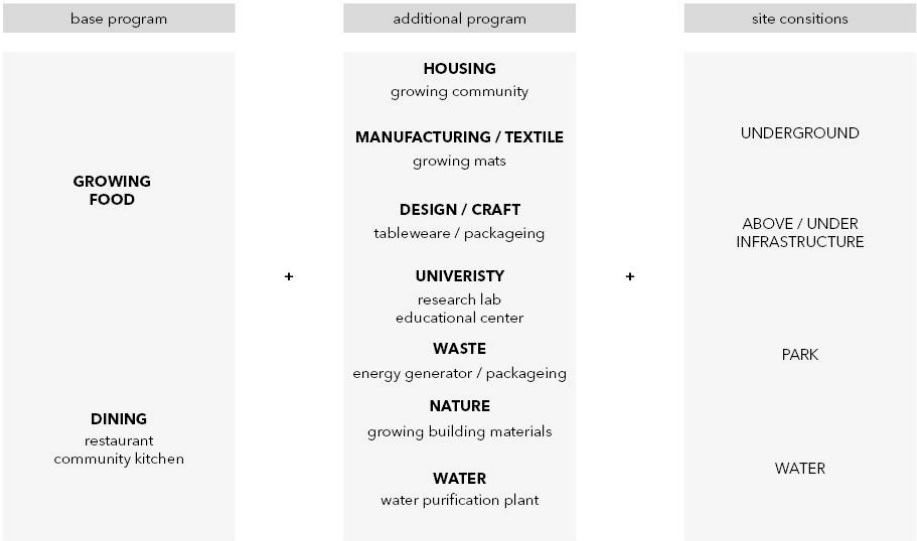 base program
GROWING
FOOD
DINING
restaurant
community kitchen
+
additional program
HOUSING
growing community
MANUFACTURING / TEXTILE
growing mats
DESIGN / CRAFT
tableweare / packageing
UNIVERISTY
research lab
educational center
WASTE
energy generator / packageing
NATURE
growing building materials
WATER
water purification plant
+
site consitions
UNDERGROUND
ABOVE / UNDER
INFRASTRUCTURE
PARK
WATER